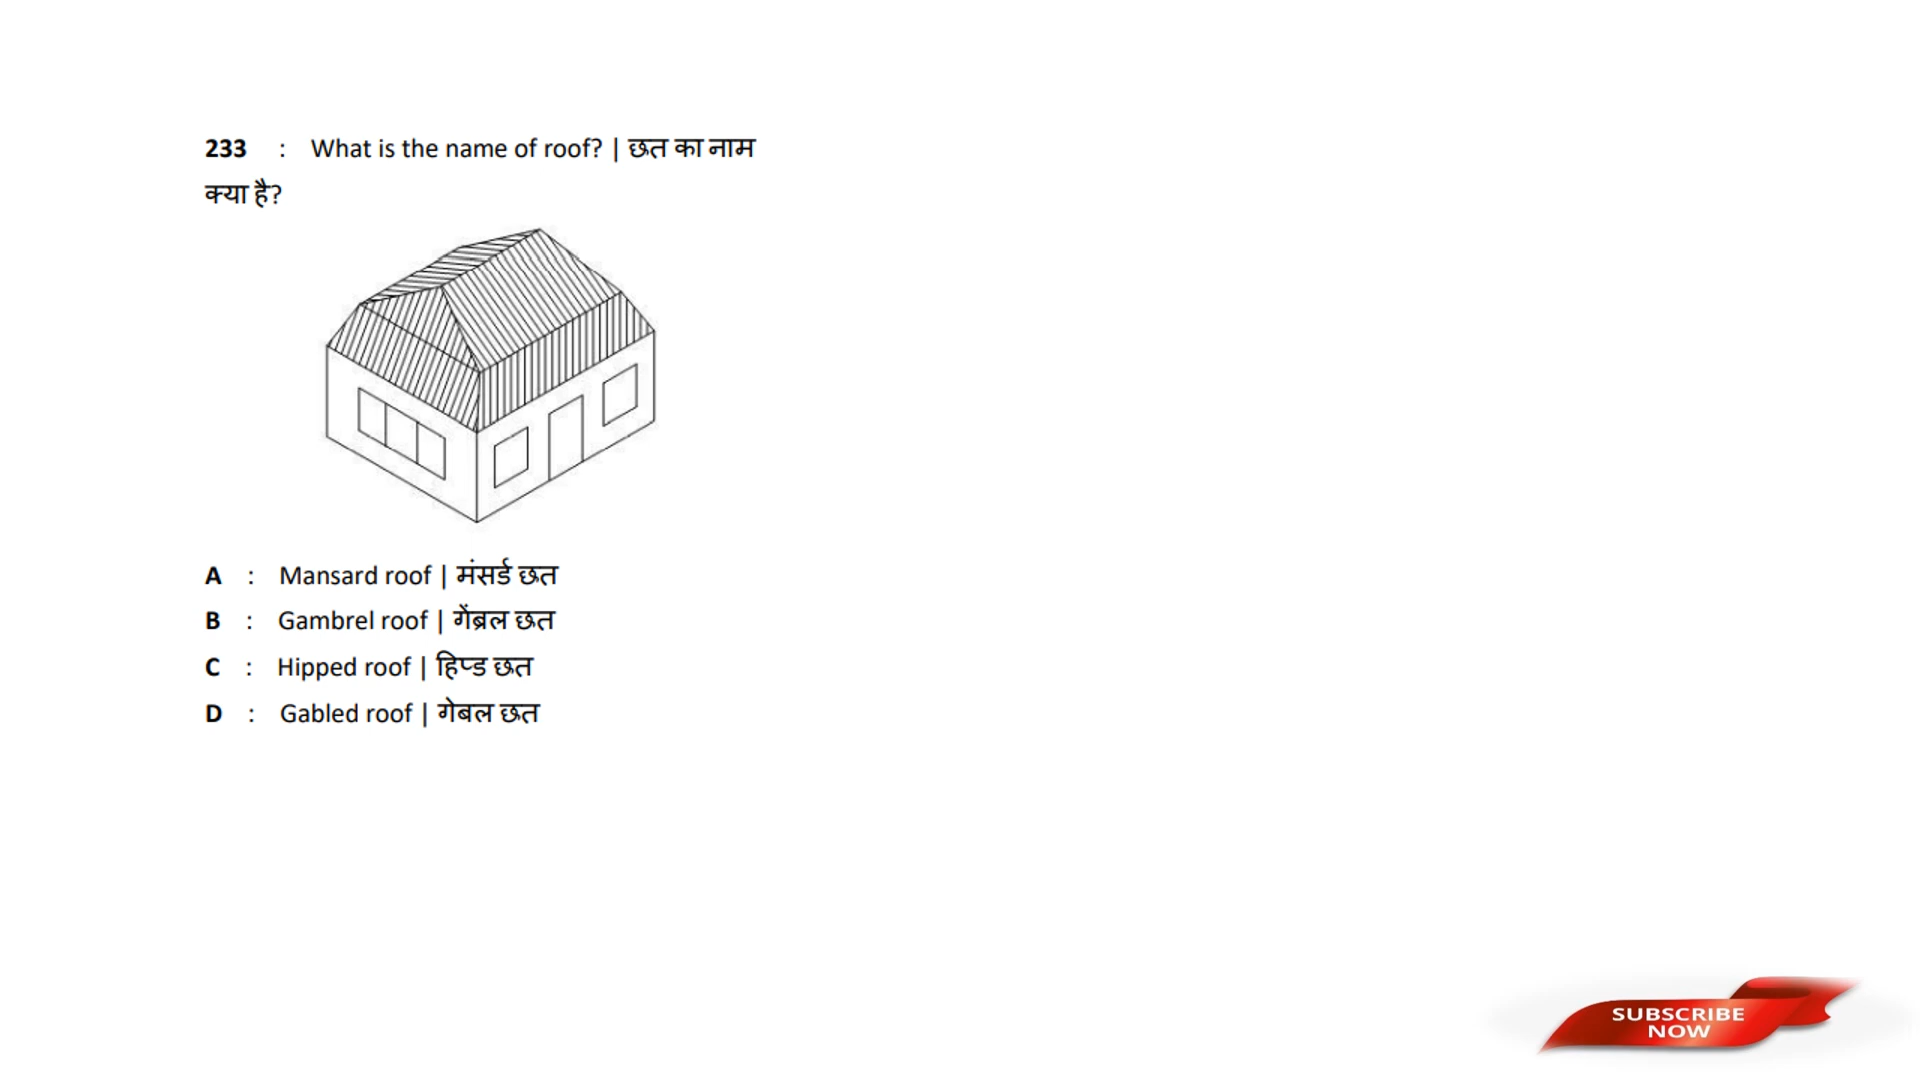 233 : What is the name of roof? | छत का नाम
क्या है?
A : Mansard roof | मंसर्ड छत
B : Gambrel roof | गेंब्रल छत
C : Hipped roof | हिप्ड छत
D : Gabled roof | गेबल छत
SUBSCRIBE
NOW